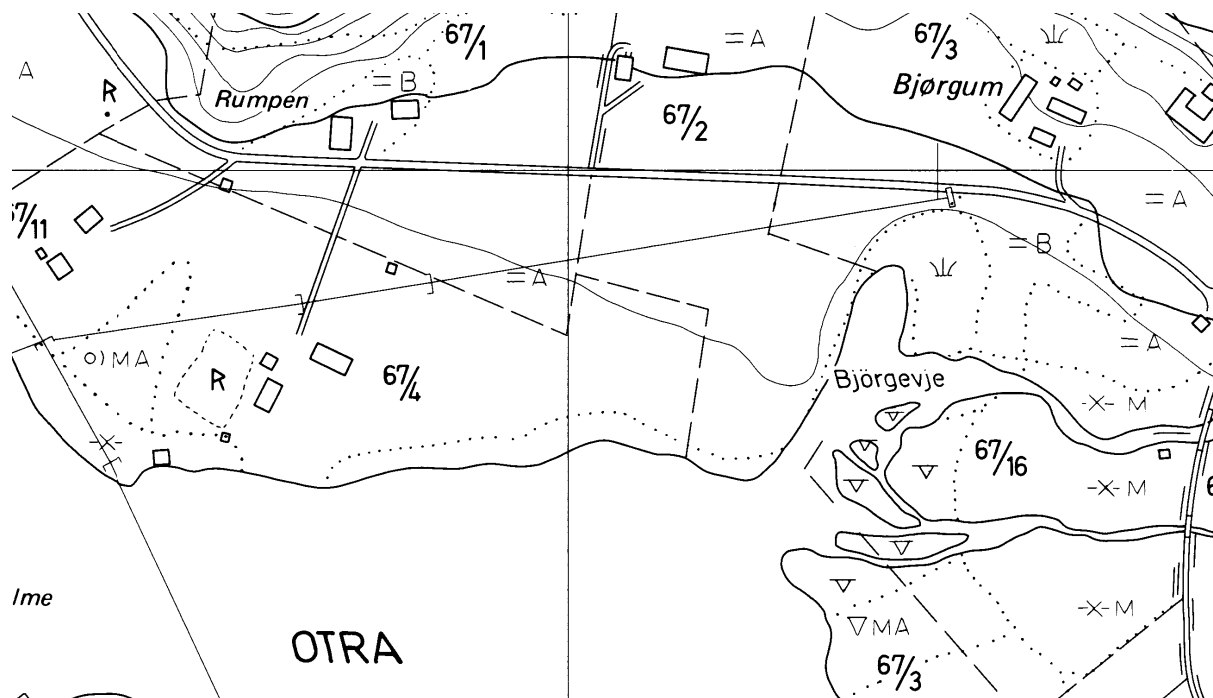 67/1
= A
67/3
A
R
Rumpen
= B
Bjørgum
67/2
= A
67/11
= B
= A
O) MA
R
67/4
= A
Björgevje
-X- M
67/16
-X- M
lme
-X- M
OTRA
MA
67/3